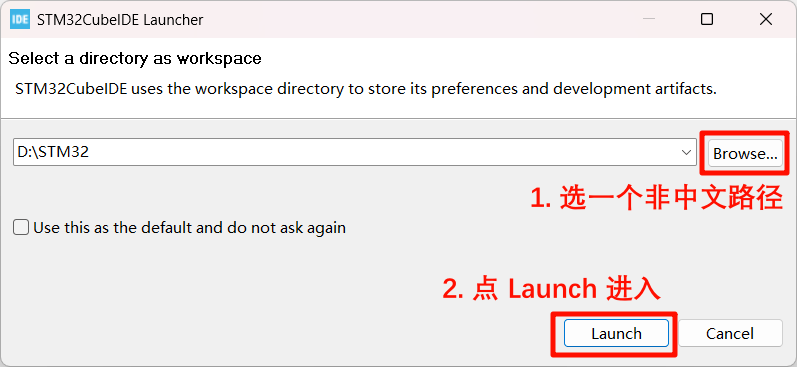 IDE STM32CubeIDE Launcher
Select a directory as workspace
STM32CubeIDE uses the workspace directory to store its preferences and development artifacts.
D:\STM32
Browse...
1. 选一个非中文路径
Use this as the default and do not ask again
2. 点 Launch 进入
Launch
Cancel